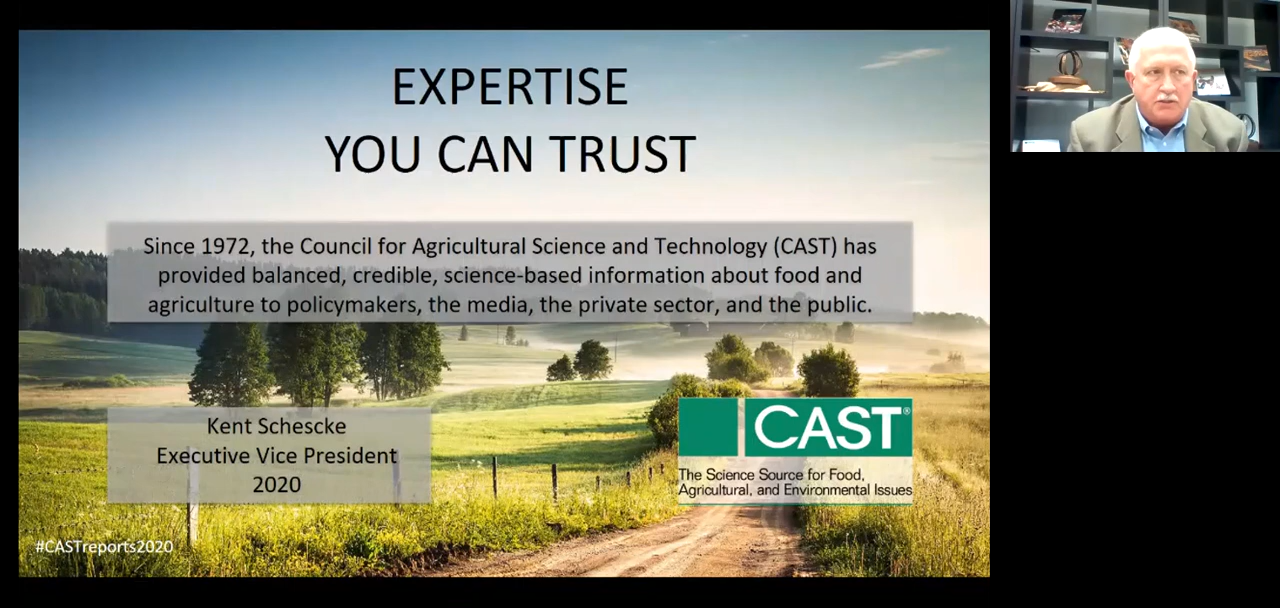 EXPERTISE
YOU CAN TRUST
Since 1972, the Council for Agricultural Science and Technology (CAST) has
provided balanced, credible, science-based information about food and
agriculture to policymakers, the media, the private sector, and the public.
Kent Schescke
Executive Vice President
2020
CAST®
The Science Source for Food,
Agricultural, and Environmental Issues
#CASTreports2020